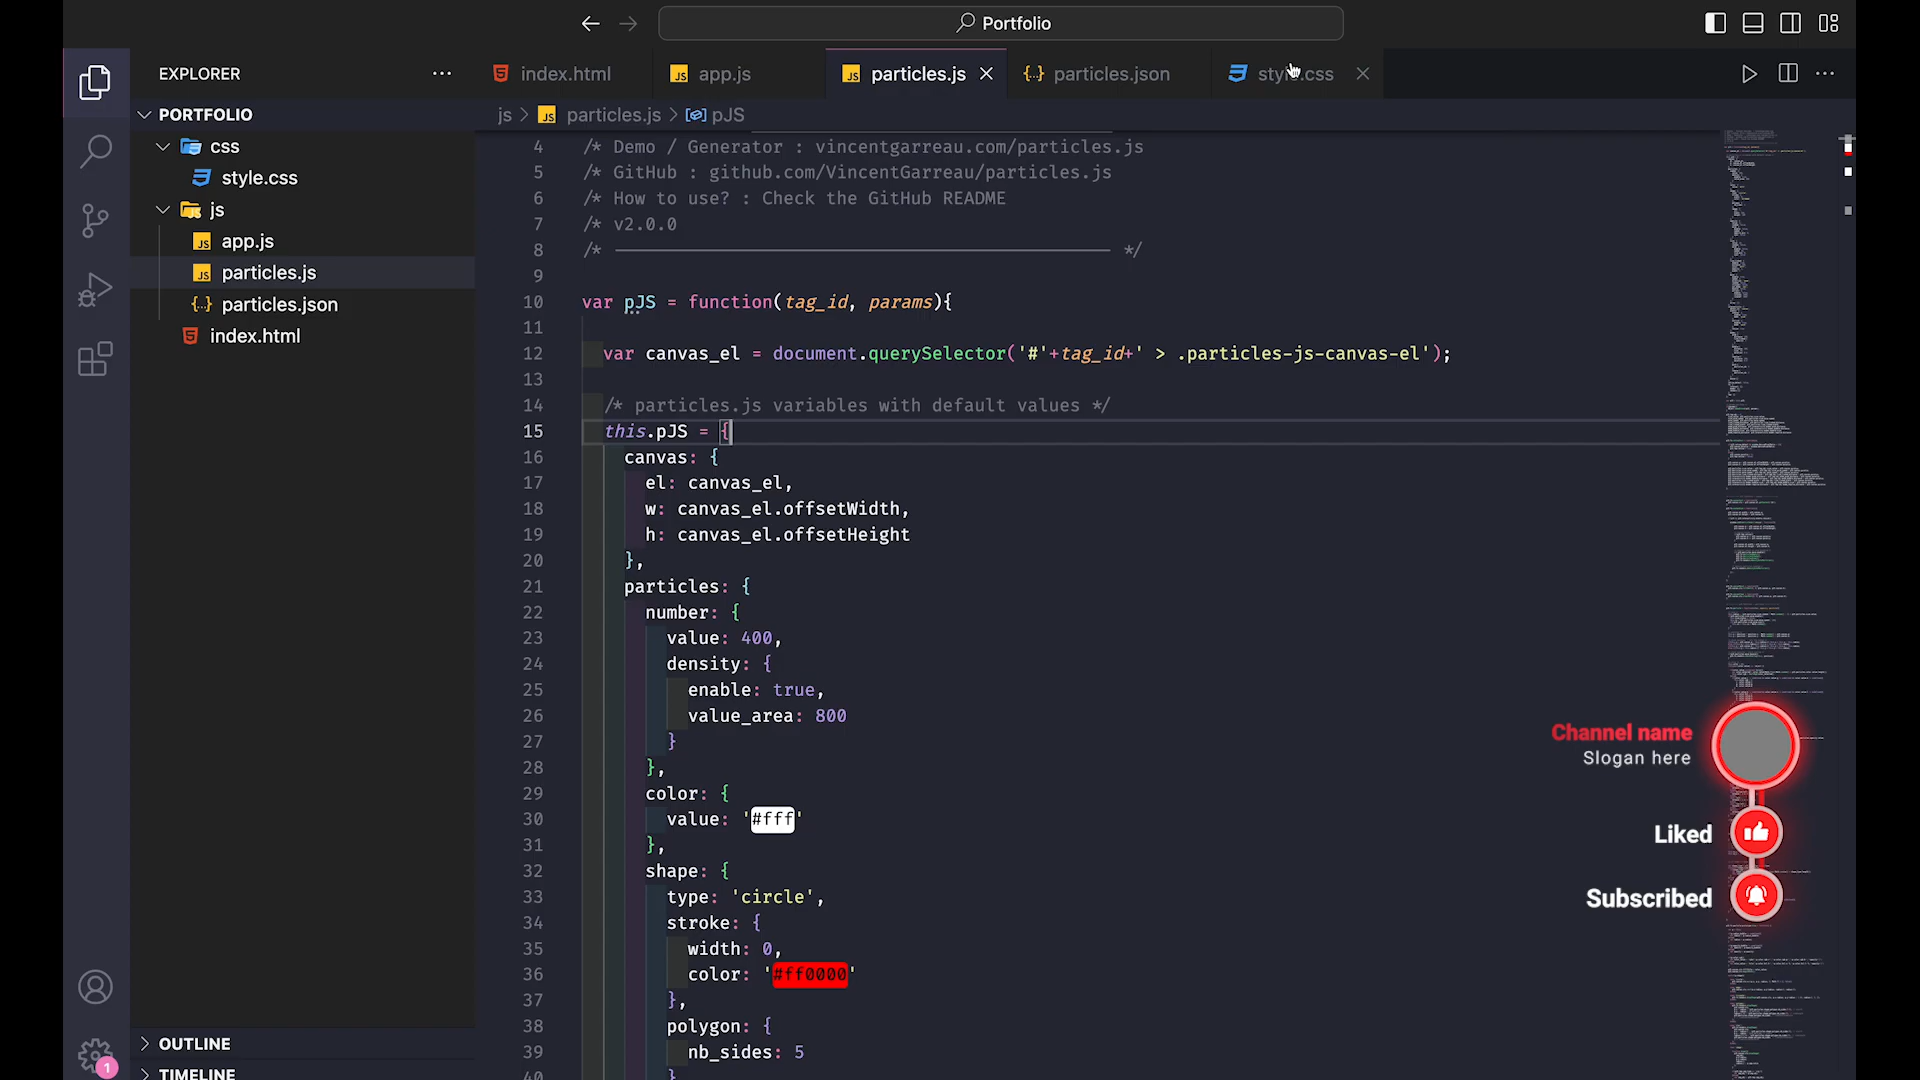 Portfolio
EXPLORER
index.html
app.js
particles.js
particles.json
style.css
PORTFOLIO
css
style.css
js
app.js
particles.js
particles.json
index.html
OUTLINE
TIMELINE
1
js > particles.js > pJS
4 /* Demo / Generator : vincentgarreau.com/particles.js
5 /* GitHub : github.com/VincentGarreau/particles.js
6 /* How to use? : Check the GitHub README
7 /* v2.0.0
8 /* ----------------------------------------------- */
9
10 var pJS = function(tag_id, params){
11
12 var canvas_el = document.querySelector('#'+tag_id+' > .particles-js-canvas-el');
13
14 /* particles.js variables with default values */
15 this.pJS = {
16 canvas: {
17 el: canvas_el,
18 w: canvas_el.offsetWidth,
19 h: canvas_el.offsetHeight
20 },
21 particles: {
22 number: {
23 value: 400,
24 density: {
25 enable: true,
26 value_area: 800
27 }
28 },
29 color: {
30 value: '#fff'
31 },
32 shape: {
33 type: 'circle',
34 stroke: {
35 width: 0,
36 color: '#ff0000'
37 },
38 polygon: {
39 nb_sides: 5
40 }
Channel name
Slogan here
Liked
Subscribed